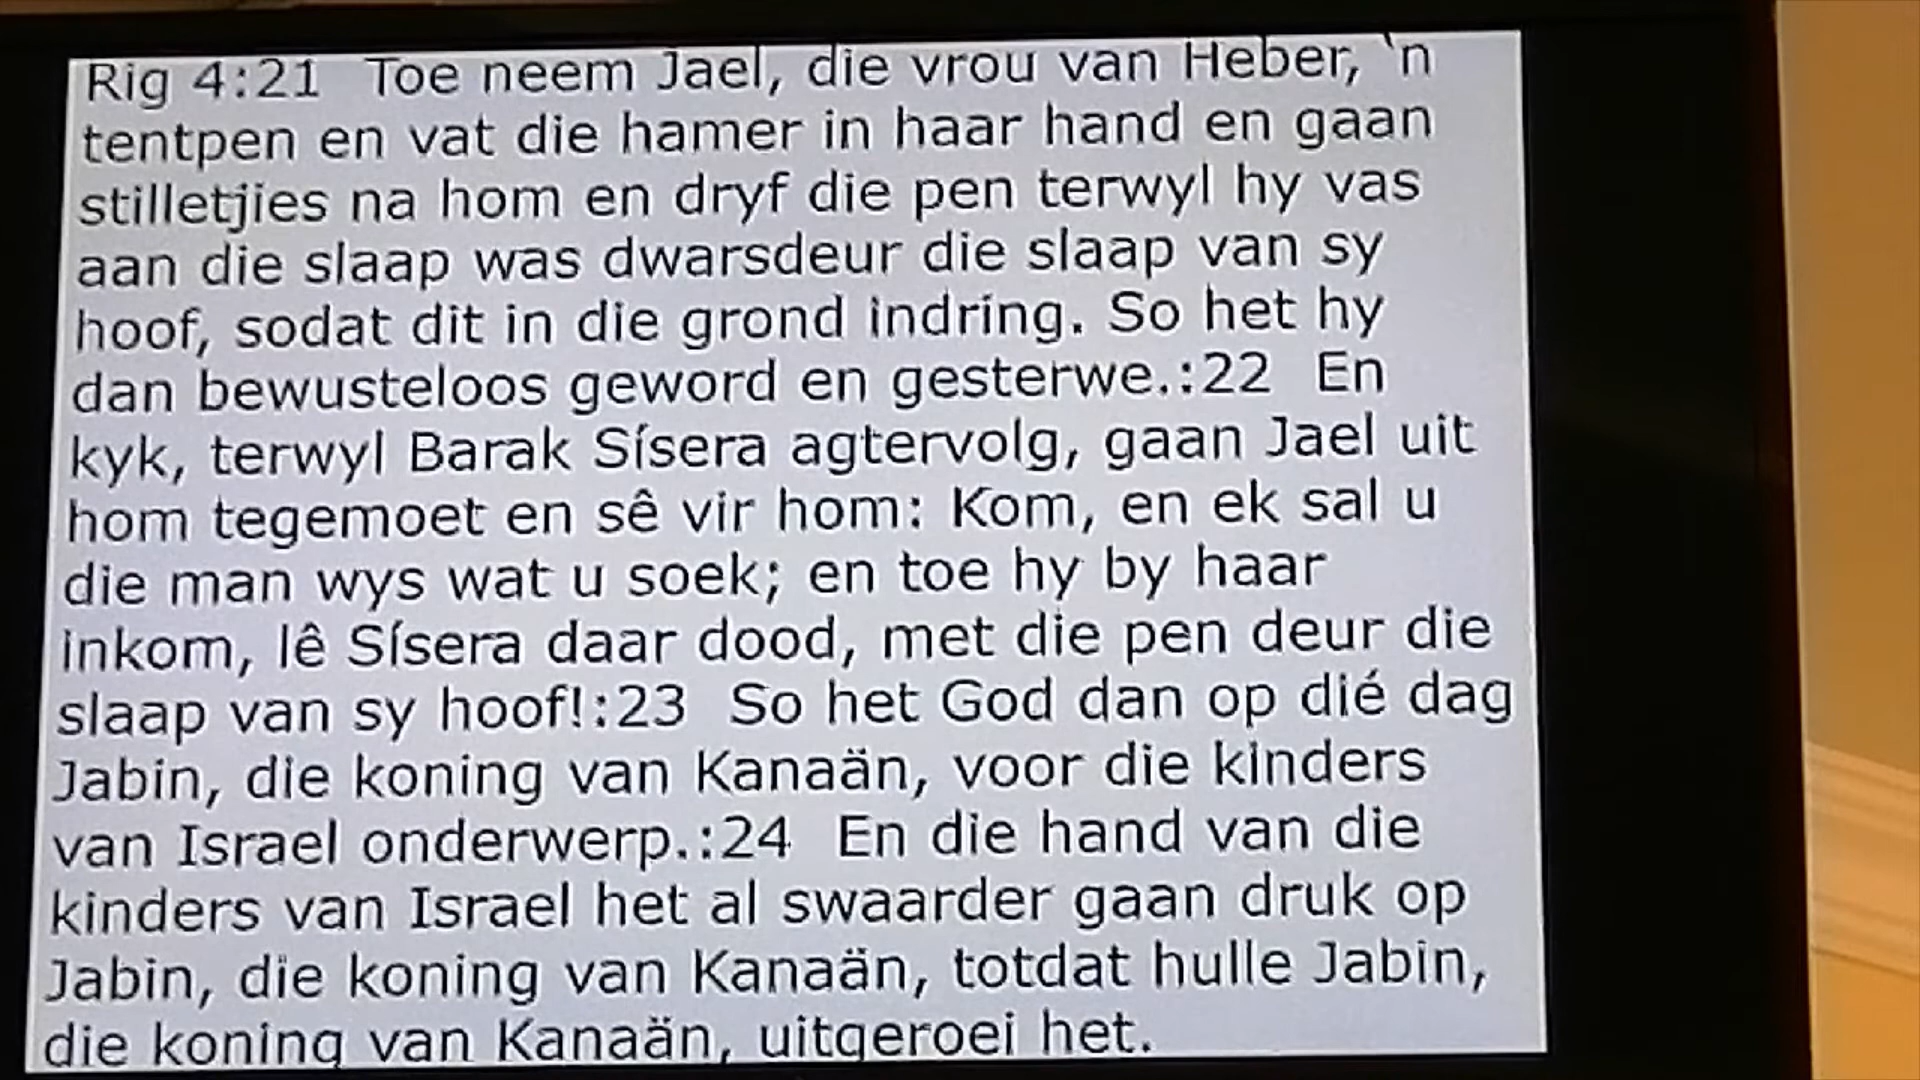 Rig 4:21  Toe neem Jael, die vrou van Heber, 'n
tentpen en vat die hamer in haar hand en gaan
stilletjies na hom en dryf die pen terwyl hy vas
aan die slaap was dwarsdeur die slaap van sy
hoof, sodat dit in die grond indring. So het hy
dan bewusteloos geword en gesterwe.:22  En
kyk, terwyl Barak Sísera agtervolg, gaan Jael uit
hom tegemoet en sê vir hom: Kom, en ek sal u
die man wys wat u soek; en toe hy by haar
inkom, lê Sísera daar dood, met die pen deur die
slaap van sy hoof!:23  So het God dan op dié dag
Jabin, die koning van Kanaän, voor die kinders
van Israel onderwerp.:24  En die hand van die
kinders van Israel het al swaarder gaan druk op
Jabin, die koning van Kanaän, totdat hulle Jabin,
die koning van Kanaän, uitgeroei het.